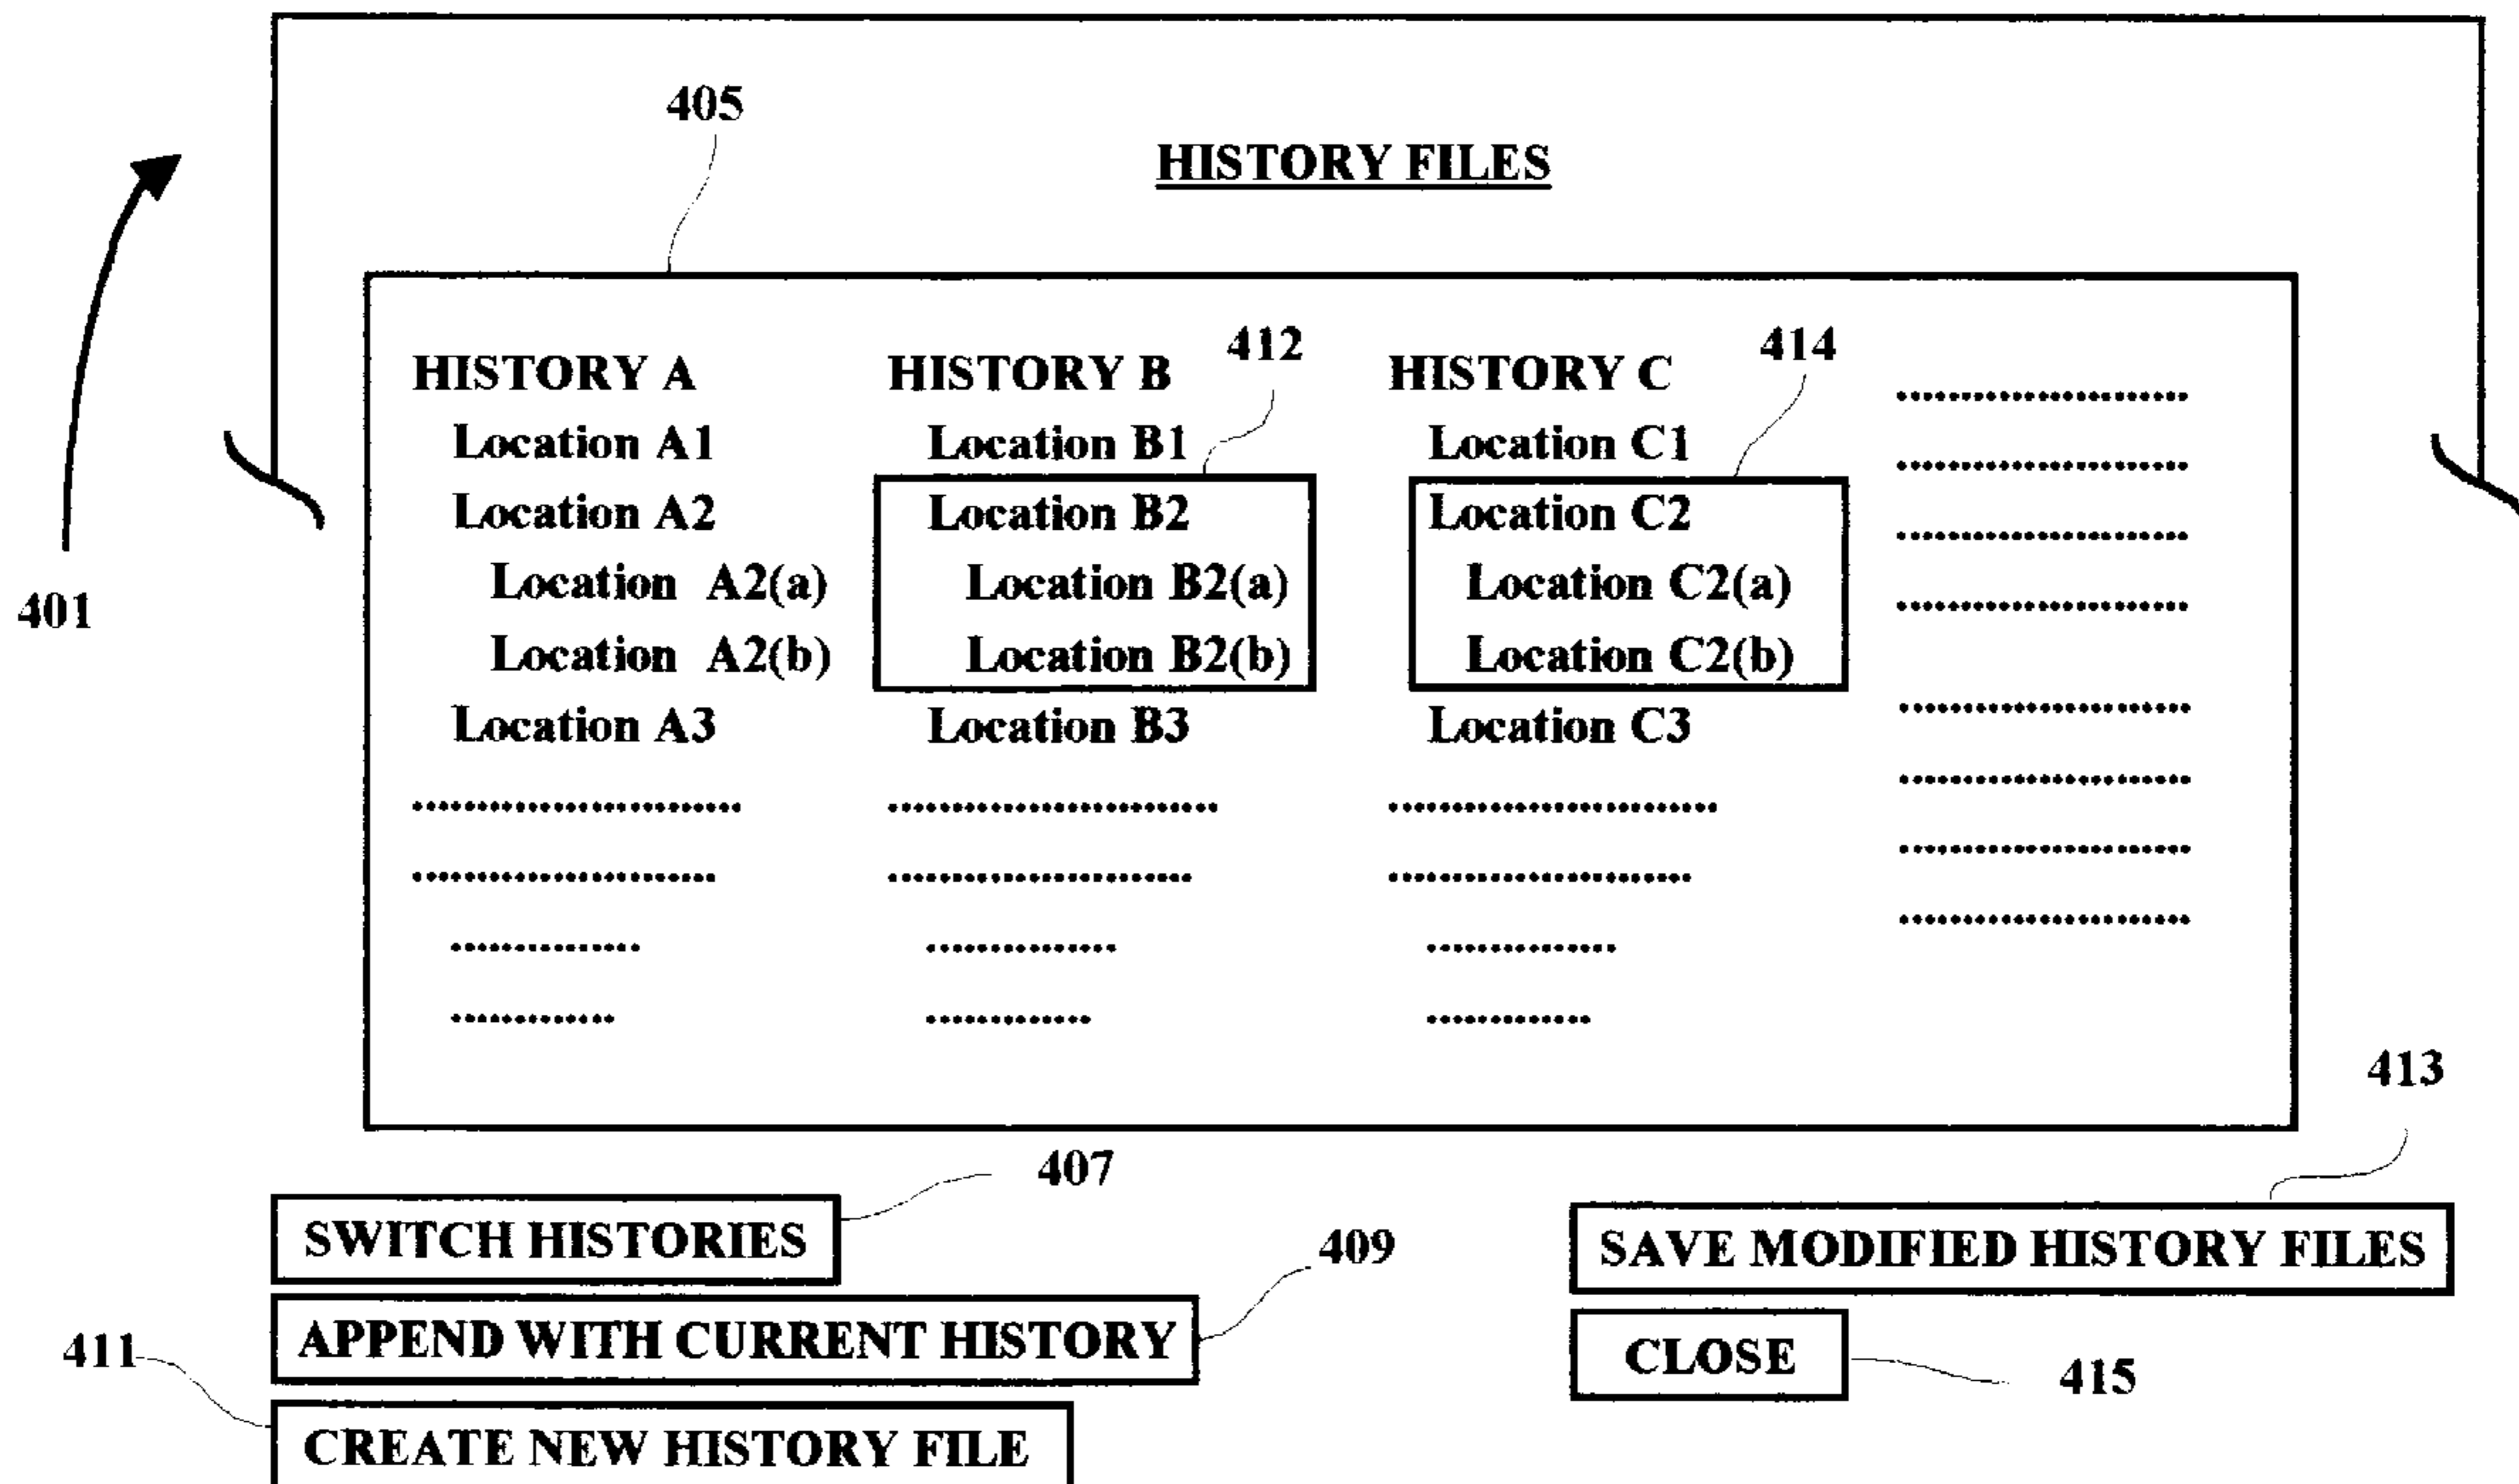 405
HISTORY FILES
401
412
414
HISTORY A
Location A1
Location A2
Location A2(a)
Location A2(b)
Location A3
HISTORY B
Location B1
Location B2
Location B2(a)
Location B2(b)
Location B3
HISTORY C
Location C1
Location C2
Location C2(a)
Location C2(b)
Location C3
413
407
SWITCH HISTORIES
409
APPEND WITH CURRENT HISTORY
411
CREATE NEW HISTORY FILE
SAVE MODIFIED HISTORY FILES
CLOSE
415